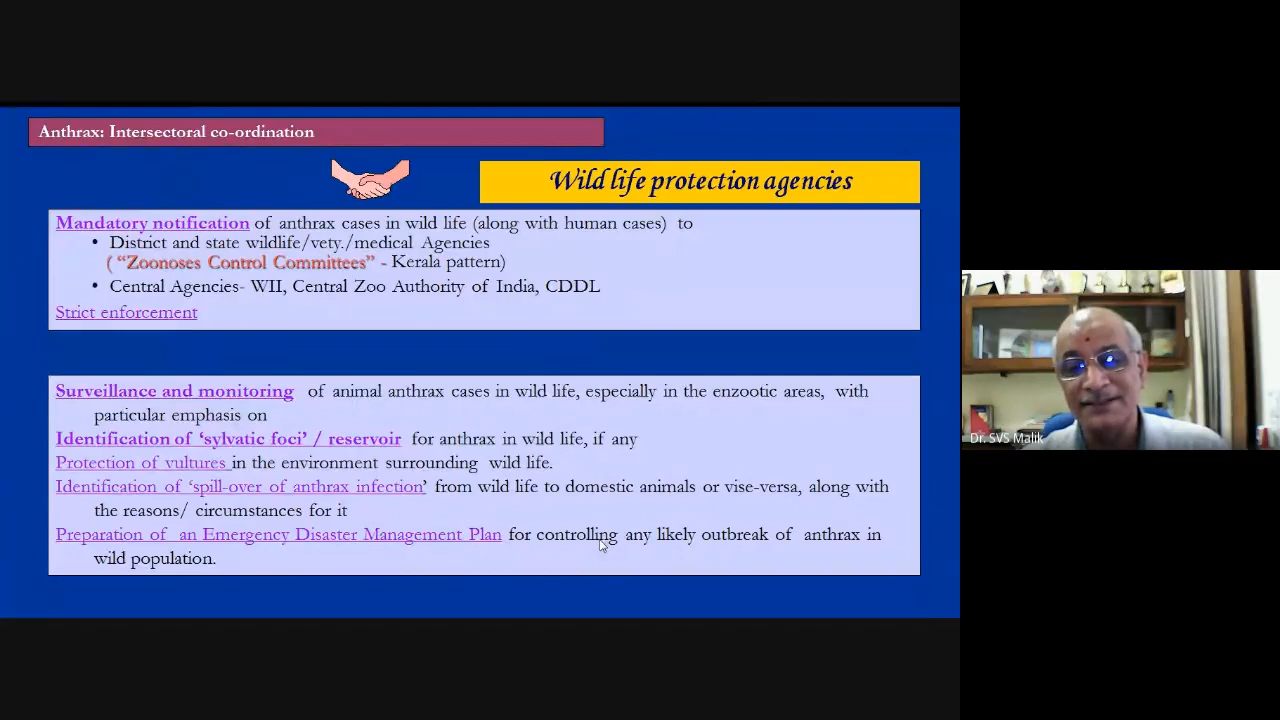 Anthrax: Intersectoral co-ordination
Wild life protection agencies
Mandatory notification of anthrax cases in wild life (along with human cases) to
• District and state wildlife/vety./medical Agencies
( “Zoonoses Control Committees” - Kerala pattern)
• Central Agencies- WII, Central Zoo Authority of India, CDDL
Strict enforcement
Surveillance and monitoring of animal anthrax cases in wild life, especially in the enzootic areas, with
particular emphasis on
Identification of ‘sylvatic foci’ / reservoir for anthrax in wild life, if any
Protection of vultures in the environment surrounding wild life.
Identification of ‘spill-over of anthrax infection’ from wild life to domestic animals or vise-versa, along with
the reasons/ circumstances for it
Preparation of an Emergency Disaster Management Plan for controlling any likely outbreak of anthrax in
wild population.
Dr. SVS Malik